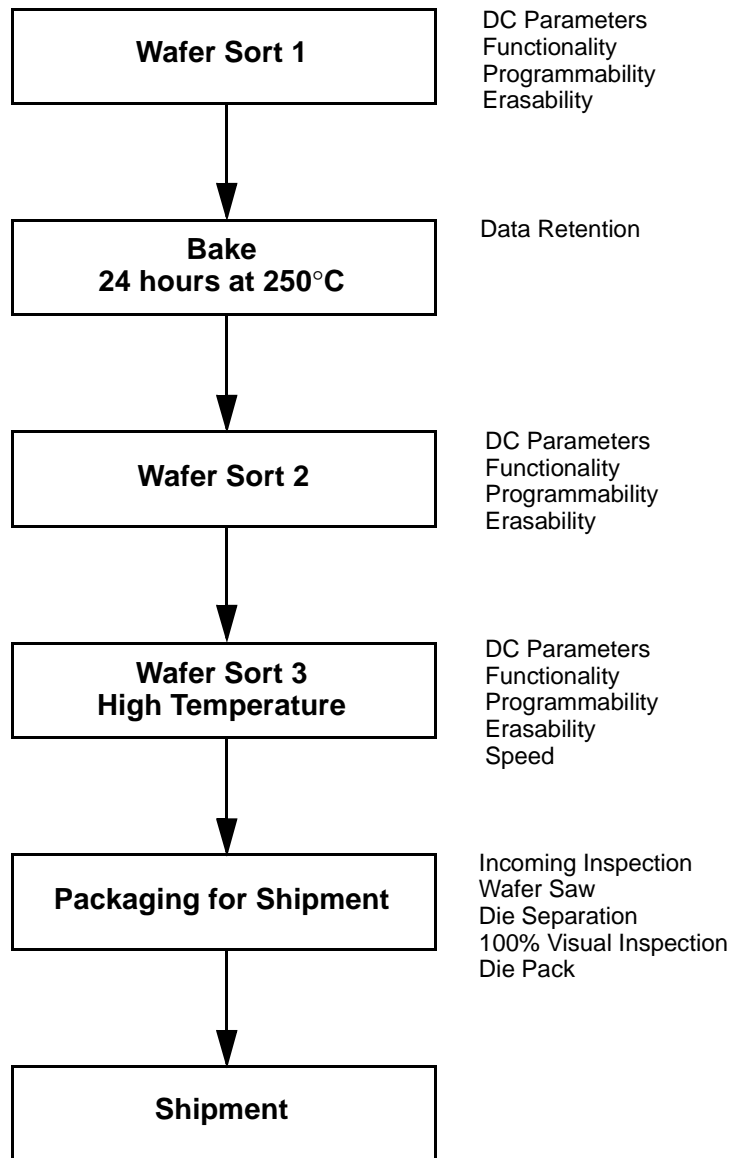 Wafer Sort 1
DC Parameters
Functionality
Programmability
Erasability
Bake
24 hours at 250°C
Data Retention
Wafer Sort 2
DC Parameters
Functionality
Programmability
Erasability
Wafer Sort 3
High Temperature
DC Parameters
Functionality
Programmability
Erasability
Speed
Packaging for Shipment
Incoming Inspection
Wafer Saw
Die Separation
100% Visual Inspection
Die Pack
Shipment